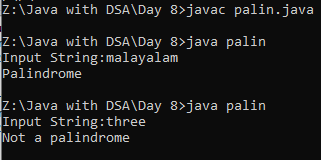 Z:\Java with DSA\Day 8>javac palin.java
Z:\Java with DSA\Day 8>java palin
Input String:malayalam
Palindrome
Z:\Java with DSA\Day 8>java palin
Input String:three
Not a palindrome